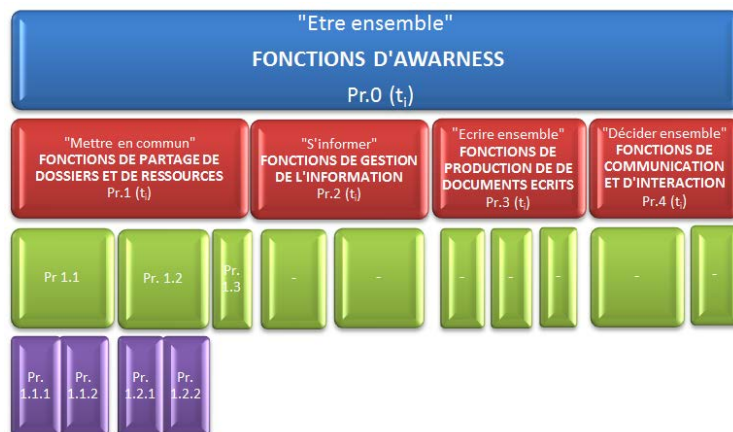 "Etre ensemble"
FONCTIONS D'AWARNESS
Pr.0 (ti)
"Mettre en commun"
FONCTIONS DE PARTAGE DE
DOSSIERS ET DE RESSOURCES
Pr.1 (ti)
"S'informer"
FONCTIONS DE GESTION
DE L'INFORMATION
Pr.2 (ti)
"Ecrire ensemble"
FONCTIONS DE
PRODUCTION DE DE
DOCUMENTS ECRITS
Pr.3 (ti)
"Décider ensemble"
FONCTIONS DE
COMMUNICATION
ET D'INTERACTION
Pr.4 (ti)
Pr 1.1
Pr. 1.2
Pr.
1.3
-
-
-
-
-
-
-
Pr.
1.1.1
Pr.
1.1.2
Pr.
1.2.1
Pr.
1.2.2